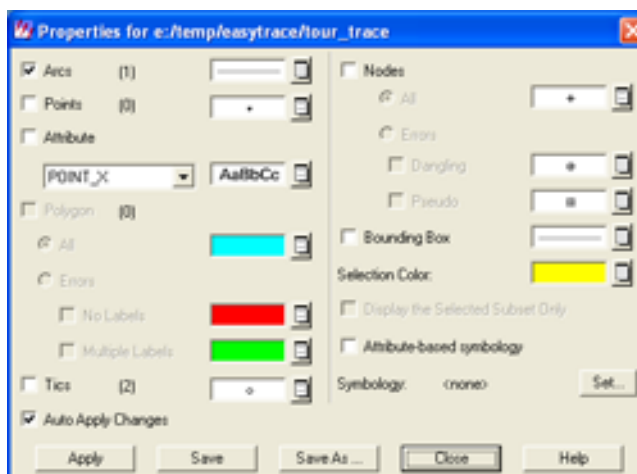 Properties for e:/temp/easytrace/tour_trace
Arcs (1)
Points (0)
Attribute
POINT_X AaBbCc
Polygon (0)
All
Errors
No Labels
Multiple Labels
Tics (2)
Auto Apply Changes
Nodes
All
Errors
Dangling
Pseudo
Bounding Box
Selection Color:
Display the Selected Subset Only
Attribute-based symbology
Symbology: <none> Set...
Apply Save Save As ... Close Help